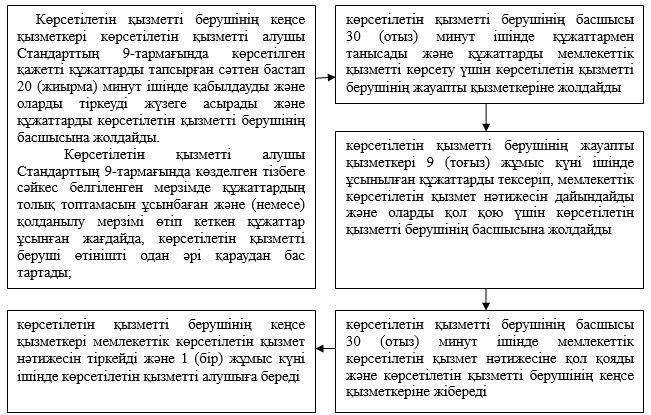 Көрсетілетін қызметті берушінің кеңсе
қызметкері көрсетілетін қызметті алушы
Стандарттың 9-тармағында көрсетілген
қажетті құжаттарды тапсырған сәттен бастап
20 (жиырма) минут ішінде қабылдауды және
оларды тіркеуді жүзеге асырады және
құжаттарды көрсетілетін қызметті берушінің
басшысына жолдайды.
Көрсетілетін қызметті алушы
Стандарттың 9-тармағында көзделген тізбеге
сәйкес белгіленген мерзімде құжаттардың
толық топтамасын ұсынбаған және (немесе)
қолданылу мерзімі өтіп кеткен құжаттар
ұсынған жағдайда, көрсетілетін қызметті
беруші өтінішті одан әрі қараудан бас
тартады;
көрсетілетін қызметті берушінің басшысы
30 (отыз) минут ішінде құжаттармен
танысады және құжаттарды мемлекеттік
қызметті көрсету үшін көрсетілетін қызметті
берушінің жауапты қызметкеріне жолдайды
көрсетілетін қызметті берушінің жауапты
қызметкері 9 (тоғыз) жұмыс күні ішінде
ұсынылған құжаттарды тексеріп, мемлекеттік
көрсетілетін қызмет нәтижесін дайындайды
және оларды қол қою үшін көрсетілетін
қызметті берушінің басшысына жолдайды
көрсетілетін қызметті берушінің басшысы
30 (отыз) минут ішінде мемлекеттік
көрсетілетін қызмет нәтижесіне қол қояды
және көрсетілетін қызметті берушінің кеңсе
қызметкеріне жібереді
көрсетілетін қызметті берушінің кеңсе
қызметкері мемлекеттік көрсетілетін қызмет
нәтижесін тіркейді және 1 (бір) жұмыс күні
ішінде көрсетілетін қызметті алушыға береді